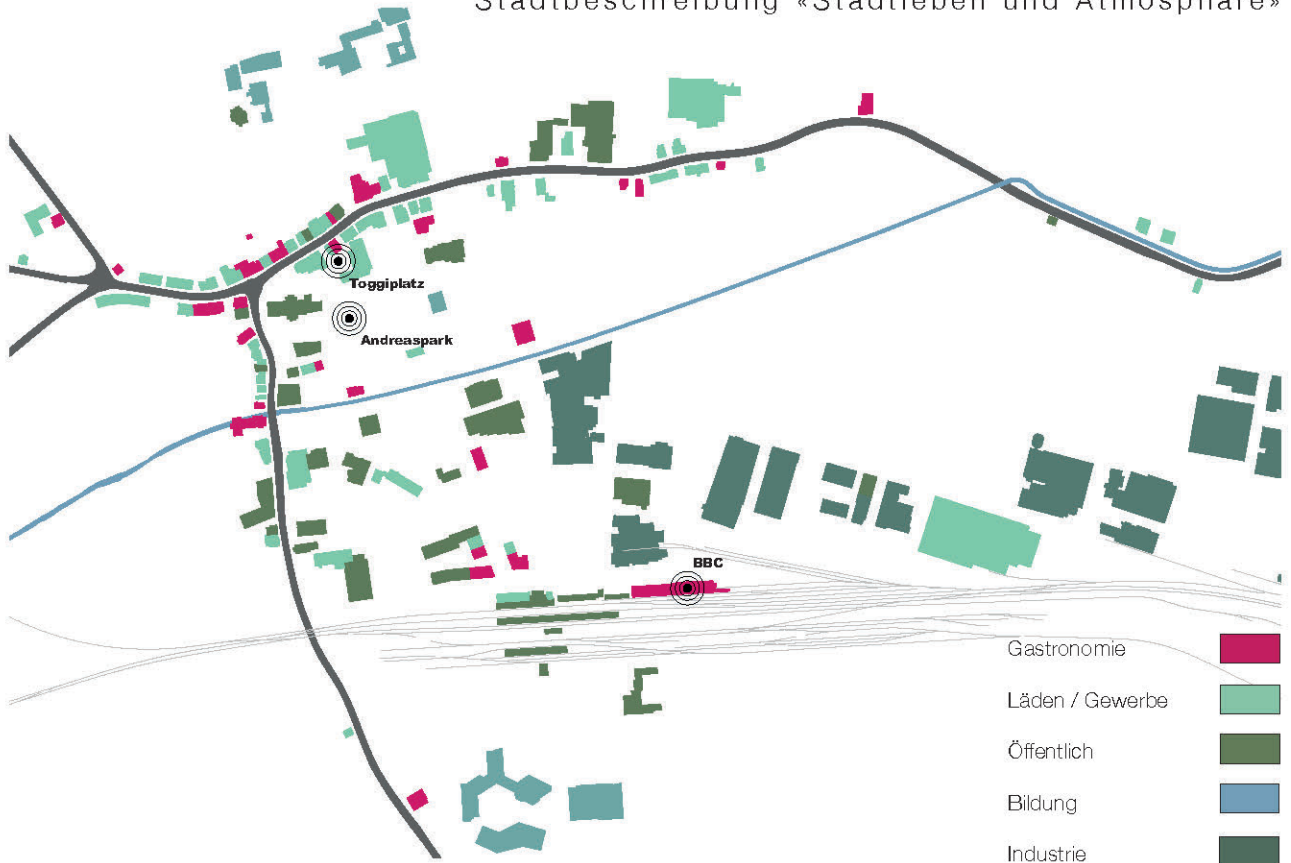 Stadtbeschreibung «Stadtleben und Atmosphäre»
Toggiplatz
Andreaspark
BBC
Gastronomie
Läden / Gewerbe
Öffentlich
Bildung
Industrie